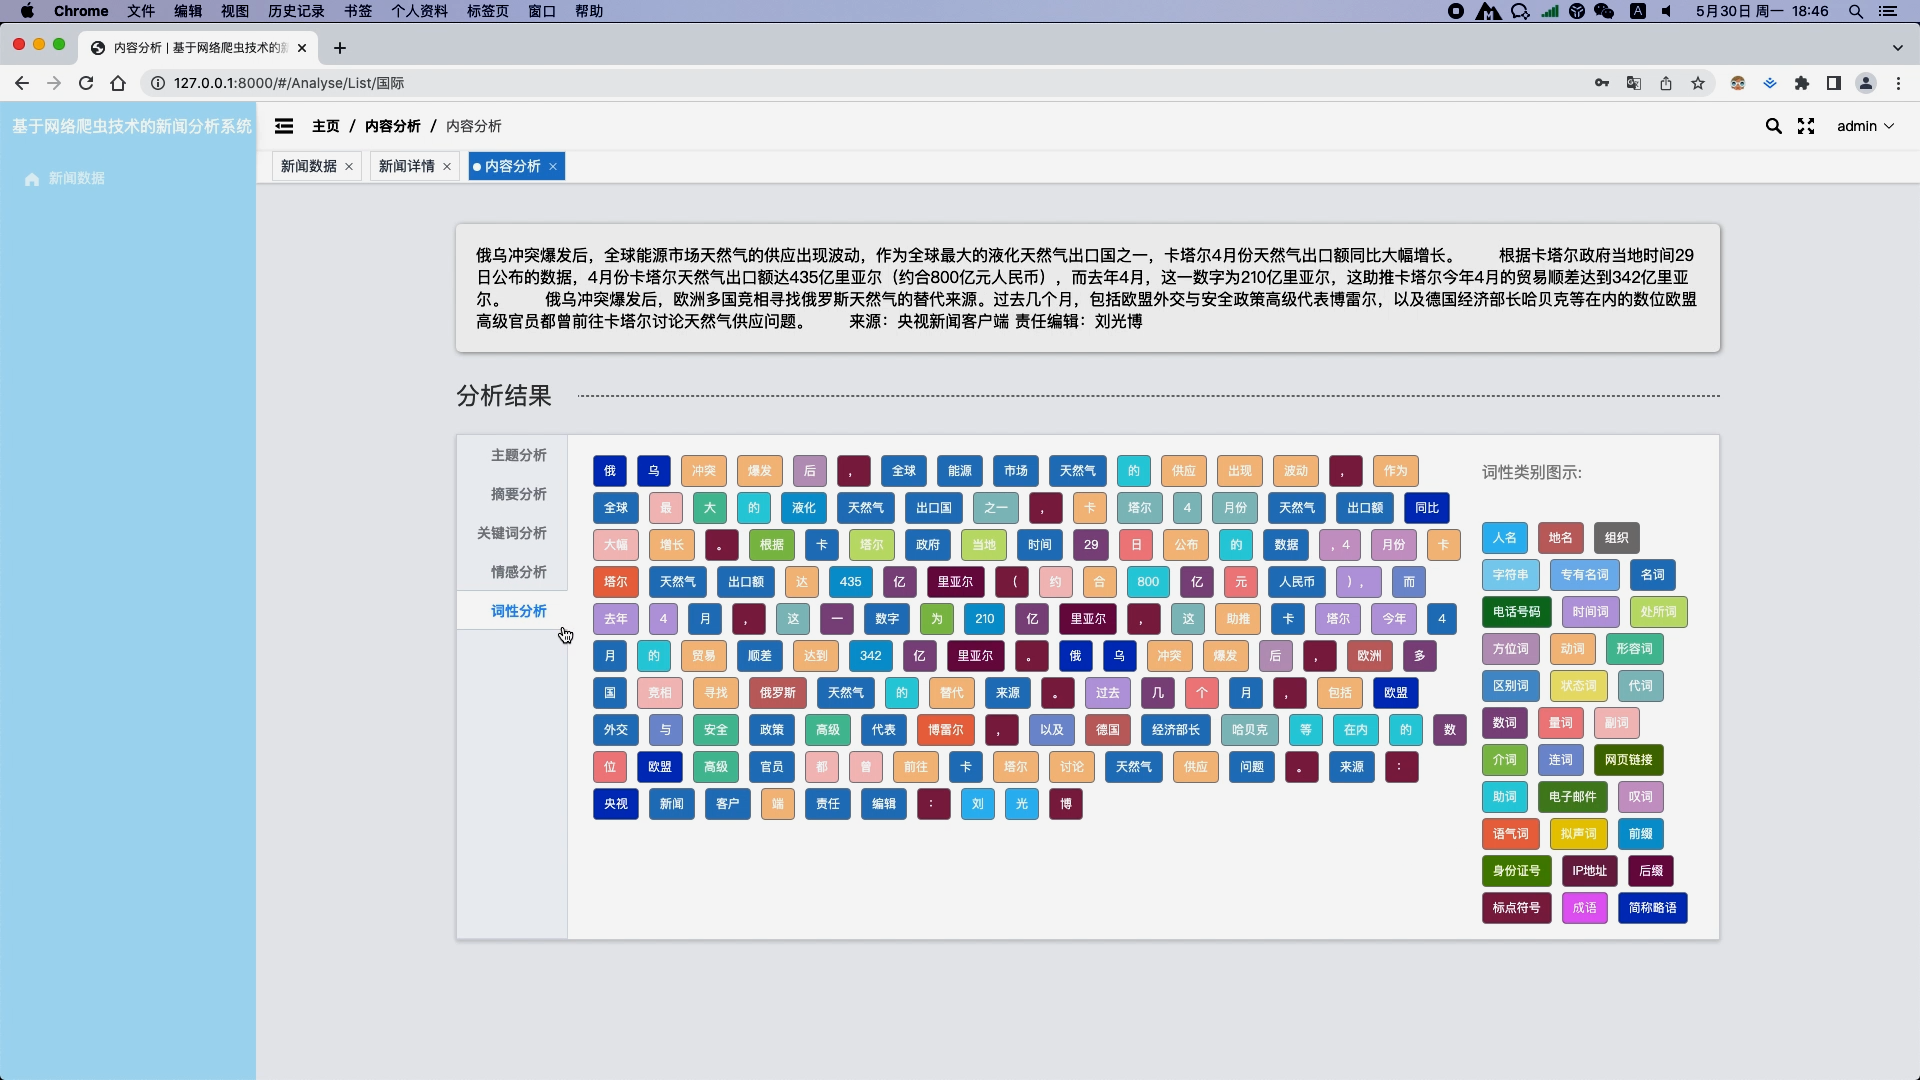 Chrome 文件 编辑 视图 历史记录 书签 个人资料 标签页 窗口 帮助 A 5月30日 周一 18:46
内容分析 | 基于网络爬虫技术的新
127.0.0.1:8000/#/Analyse/List/国际
基于网络爬虫技术的新闻分析系统
主页 / 内容分析 / 内容分析 admin
新闻数据
新闻数据 × 新闻详情 × 内容分析 ×
俄乌冲突爆发后，全球能源市场天然气的供应出现波动，作为全球最大的液化天然气出口国之一，卡塔尔4月份天然气出口额同比大幅增长。 根据卡塔尔政府当地时间29
日公布的数据，4月份卡塔尔天然气出口额达435亿里亚尔（约合800亿元人民币），而去年4月，这一数字为210亿里亚尔，这助推卡塔尔今年4月的贸易顺差达到342亿里亚
尔。 俄乌冲突爆发后，欧洲多国竞相寻找俄罗斯天然气的替代来源。过去几个月，包括欧盟外交与安全政策高级代表博雷尔，以及德国经济部长哈贝克等在内的数位欧盟
高级官员都曾前往卡塔尔讨论天然气供应问题。 来源：央视新闻客户端 责任编辑：刘光博
分析结果
主题分析
摘要分析
关键词分析
情感分析
词性分析
俄 乌 冲突 爆发 后 ， 全球 能源 市场 天然气 的 供应 出现 波动 ， 作为
全球 最 大 的 液化 天然气 出口国 之一 ， 卡 塔尔 4 月份 天然气 出口额 同比
大幅 增长 。 根据 卡 塔尔 政府 当地 时间 29 日 公布 的 数据 ，4 月份 卡
塔尔 天然气 出口额 达 435 亿 里亚尔 （ 约 合 800 亿 元 人民币 ）， 而
去年 4 月 ， 这 一 数字 为 210 亿 里亚尔 ， 这 助推 卡 塔尔 今年 4
月 的 贸易 顺差 达到 342 亿 里亚尔 。 俄 乌 冲突 爆发 后 ， 欧洲 多
国 竞相 寻找 俄罗斯 天然气 的 替代 来源 。 过去 几 个 月 ， 包括 欧盟
外交 与 安全 政策 高级 代表 博雷尔 ， 以及 德国 经济部长 哈贝克 等 在内 的 数
位 欧盟 高级 官员 都 曾 前往 卡 塔尔 讨论 天然气 供应 问题 。 来源 ：
央视 新闻 客户 端 责任 编辑 ： 刘 光 博
词性类别图示:
人名 地名 组织
字符串 专有名词 名词
电话号码 时间词 处所词
方位词 动词 形容词
区别词 状态词 代词
数词 量词 副词
介词 连词 网页链接
助词 电子邮件 叹词
语气词 拟声词 前缀
身份证号 IP地址 后缀
标点符号 成语 简称略语